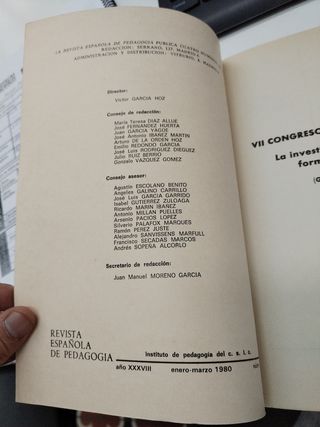 LA REVISTA ESPAÑOLA DE PEDAGOGIA PUBLICA CUATRO
REDACCION: SERRANO, 127, MADRID
ADMINISTRACION Y DISTRIBUCION: VITRUBIO, 8, MADRID
Director:
Víctor GARCIA HOZ
Consejo de redacción:
María Teresa DIAZ ALLUE
José FERNANDEZ HUERTA
Juan GARCIA YAGÜE
José Antonio IBAÑEZ MARTIN
Arturo DE LA ORDEN HOZ
Emilio REDONDO GARCIA
José Luis RODRIGUEZ DIEGUEZ
Julio RUIZ BERRIO
Gonzalo VAZQUEZ GOMEZ
Consejo asesor:
Agustín ESCOLANO BENITO
Angeles GALINO CARRILLO
José Luis GARCIA GARRIDO
Isabel GUTIERREZ ZULOAGA
Ricardo MARIN IBAÑEZ
Antonio MILLAN PUELLES
Arsenio PACIOS LOPEZ
Silverio PALAFOX MARQUES
Ramón PEREZ JUSTE
Alejandro SANVISSENS MARFULL
Francisco SECADAS MARCOS
Andrés SOPEÑA ALCORLO
Secretario de redacción:
Juan Manuel MORENO GARCIA
REVISTA
ESPAÑOLA
DE PEDAGOGIA
instituto de pedagogía del c. s. i. c.
año XXXVIII enero-marzo 1980
VII CONGRESO
La invest
form